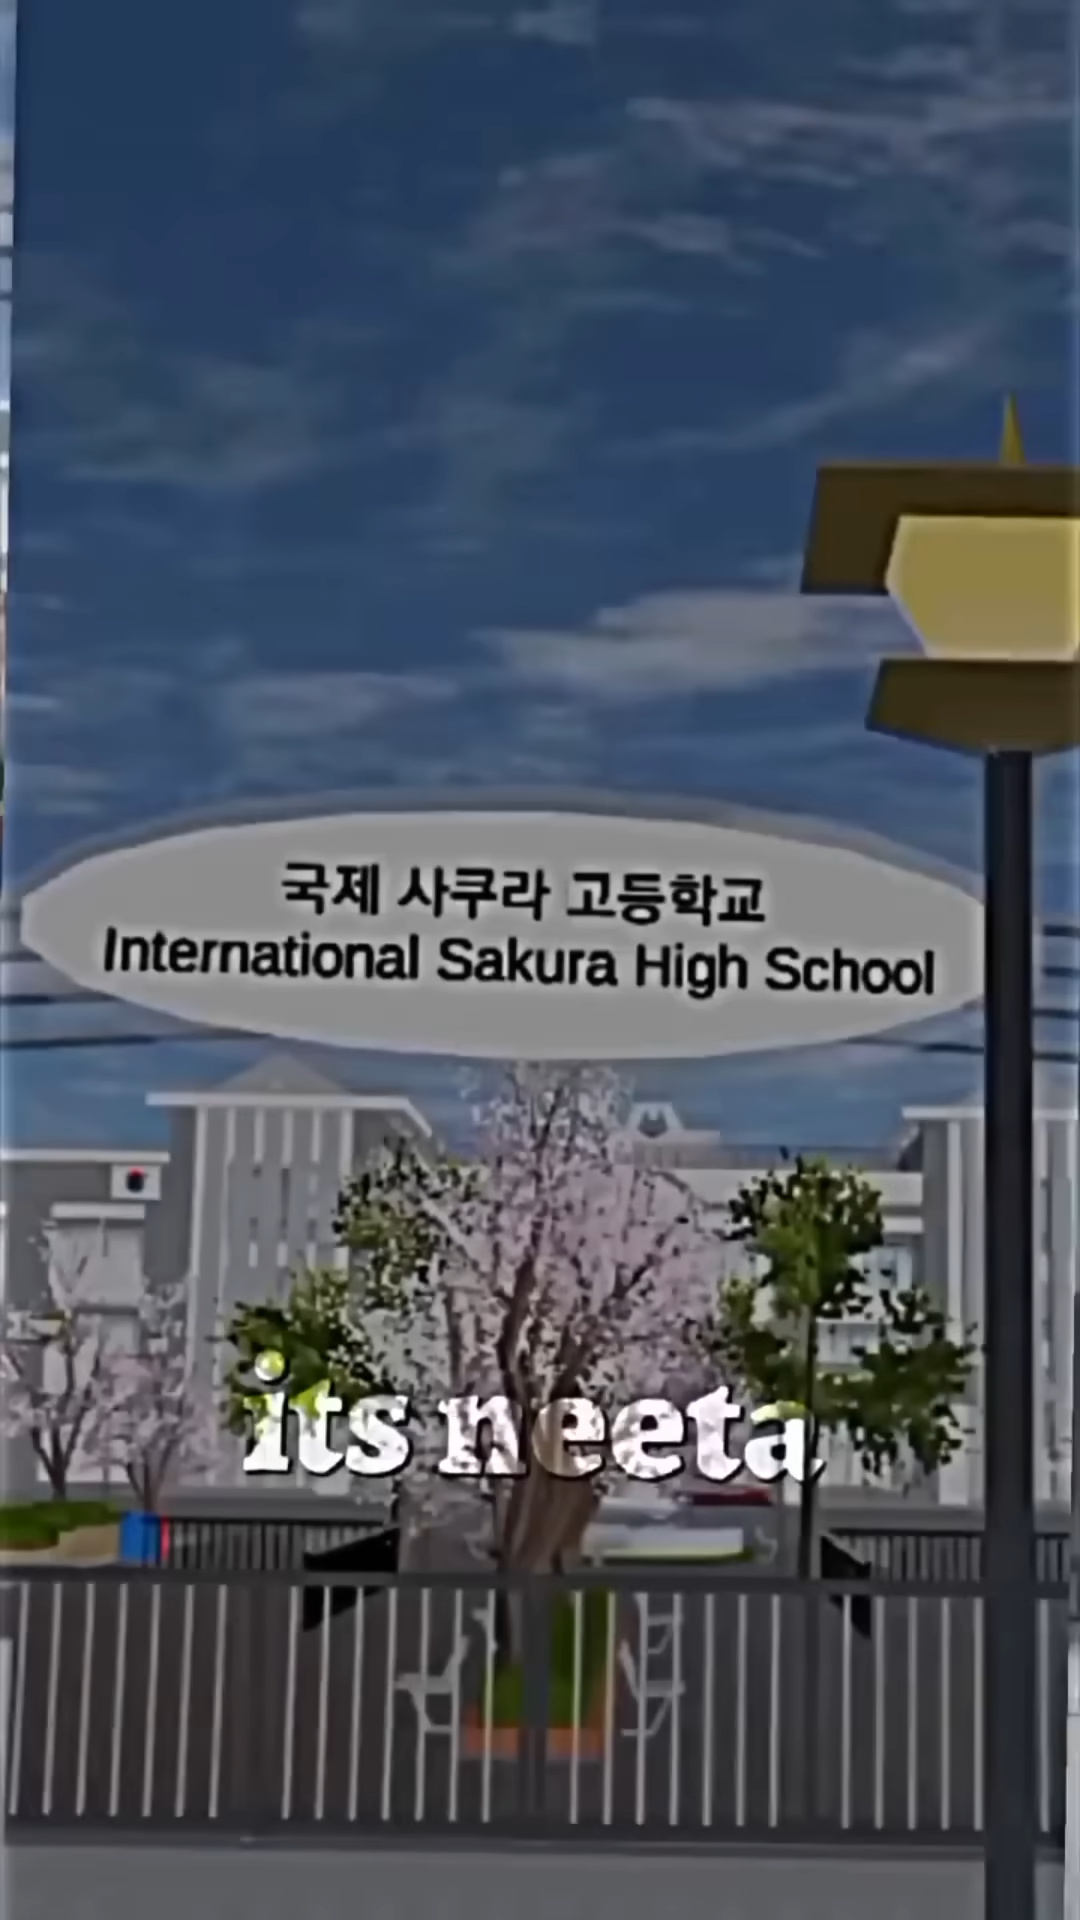 국제 사쿠라 고등학교
International Sakura High School
its neeta